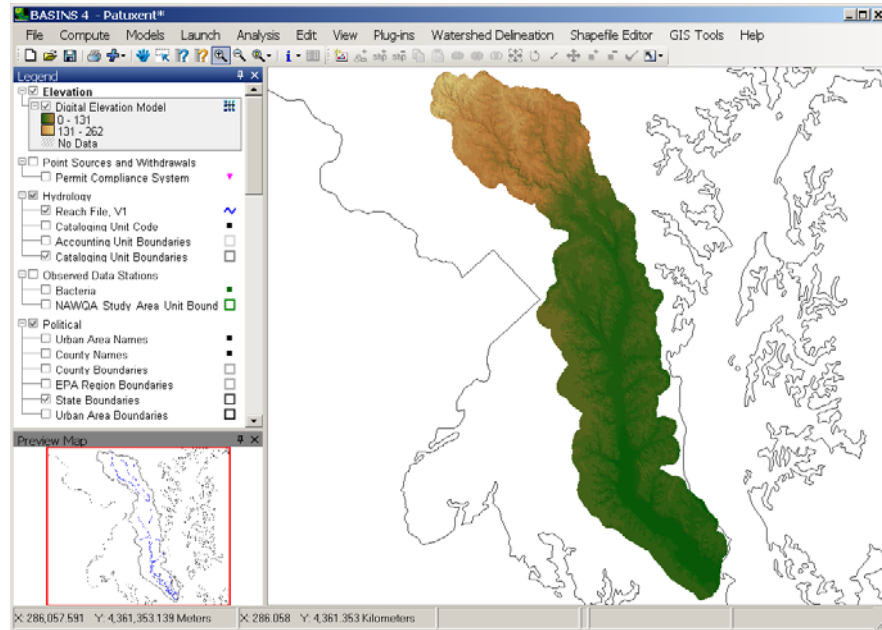 BASINS 4 - Patuxent*
File Compute Models Launch Analysis Edit View Plug-ins Watershed Delineation Shapefile Editor GIS Tools Help
shp shp
Legend
Elevation
Digital Elevation Model
0 - 131
131 - 262
No Data
Point Sources and Withdrawals
Permit Compliance System
Hydrology
Reach File, V1
Cataloging Unit Code
Accounting Unit Boundaries
Cataloging Unit Boundaries
Observed Data Stations
Bacteria
NAWQA Study Area Unit Bound
Political
Urban Area Names
County Names
County Boundaries
EPA Region Boundaries
State Boundaries
Urban Area Boundaries
Preview Map
X: 286,057.591 Y: 4,361,353.139 Meters X: 286.058 Y: 4,361.353 Kilometers